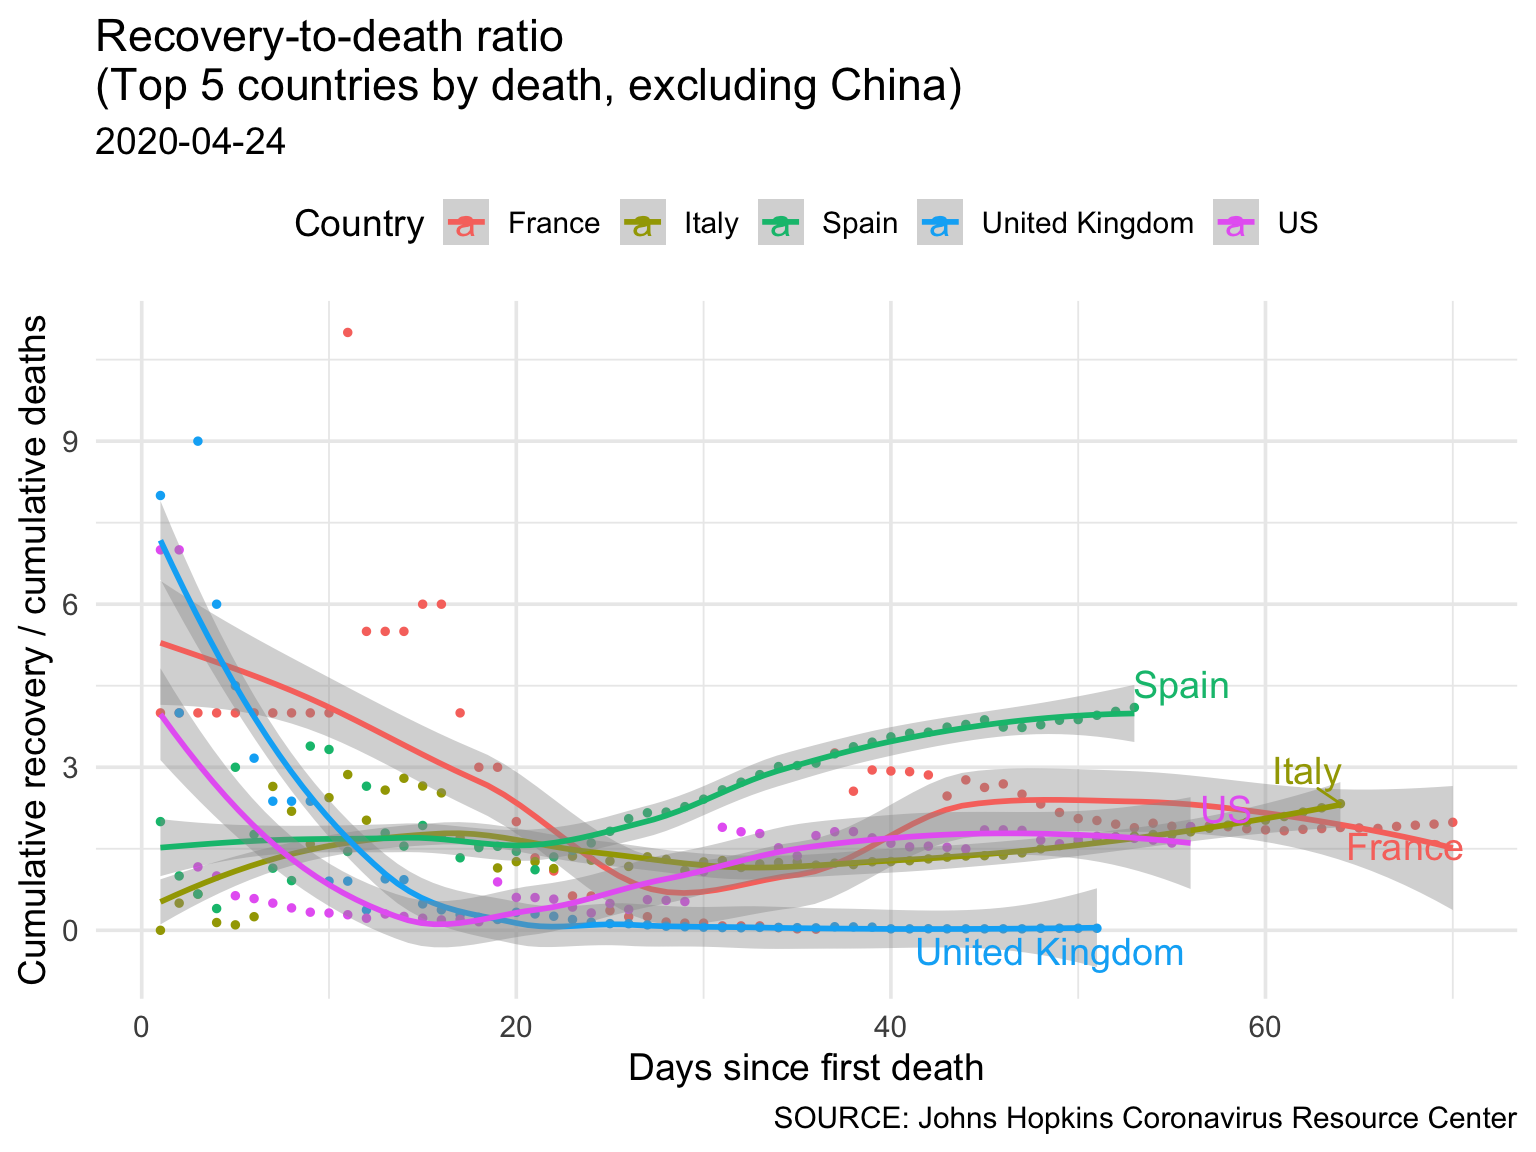 Recovery-to-death ratio
(Top 5 countries by death, excluding China)
2020-04-24
Country a France a Italy a Spain a United Kingdom a US
Cumulative recovery / cumulative deaths
9
6
3
0
Spain
Italy
US
France
United Kingdom
0 20 40 60
Days since first death
SOURCE: Johns Hopkins Coronavirus Resource Center